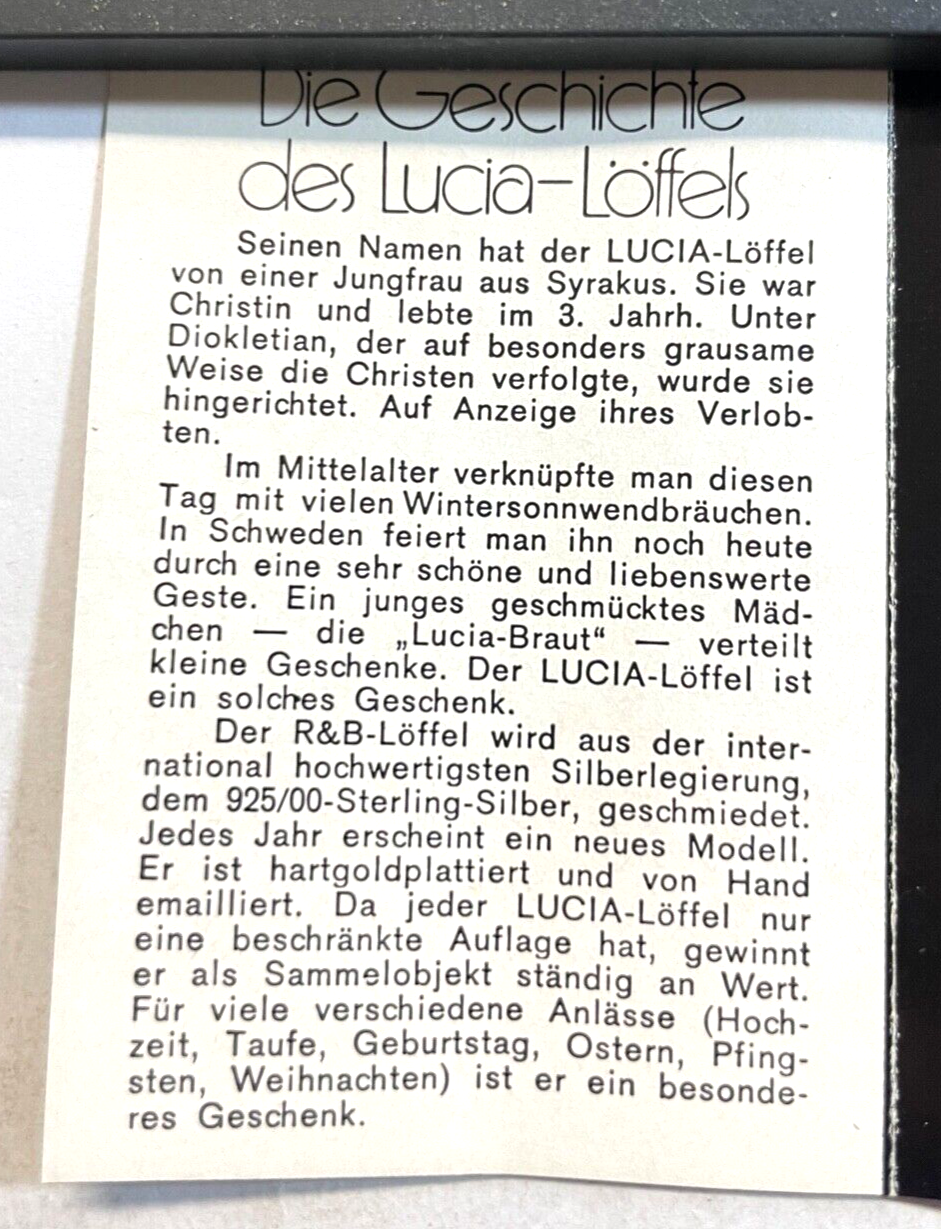 Die Geschichte
des Lucia-Löffels
Seinen Namen hat der LUCIA-Löffel
von einer Jungfrau aus Syrakus. Sie war
Christin und lebte im 3. Jahrh. Unter
Diokletian, der auf besonders grausame
Weise die Christen verfolgte, wurde sie
hingerichtet. Auf Anzeige ihres Verlob-
ten.
Im Mittelalter verknüpfte man diesen
Tag mit vielen Wintersonnwendbräuchen.
In Schweden feiert man ihn noch heute
durch eine sehr schöne und liebenswerte
Geste. Ein junges geschmücktes Mäd-
chen — die „Lucia-Braut“ — verteilt
kleine Geschenke. Der LUCIA-Löffel ist
ein solches Geschenk.
Der R&B-Löffel wird aus der inter-
national hochwertigsten Silberlegierung,
dem 925/00-Sterling-Silber, geschmiedet.
Jedes Jahr erscheint ein neues Modell.
Er ist hartgoldplattiert und von Hand
emailliert. Da jeder LUCIA-Löffel nur
eine beschränkte Auflage hat, gewinnt
er als Sammelobjekt ständig an Wert.
Für viele verschiedene Anlässe (Hoch-
zeit, Taufe, Geburtstag, Ostern, Pfing-
sten, Weihnachten) ist er ein besonde-
res Geschenk.